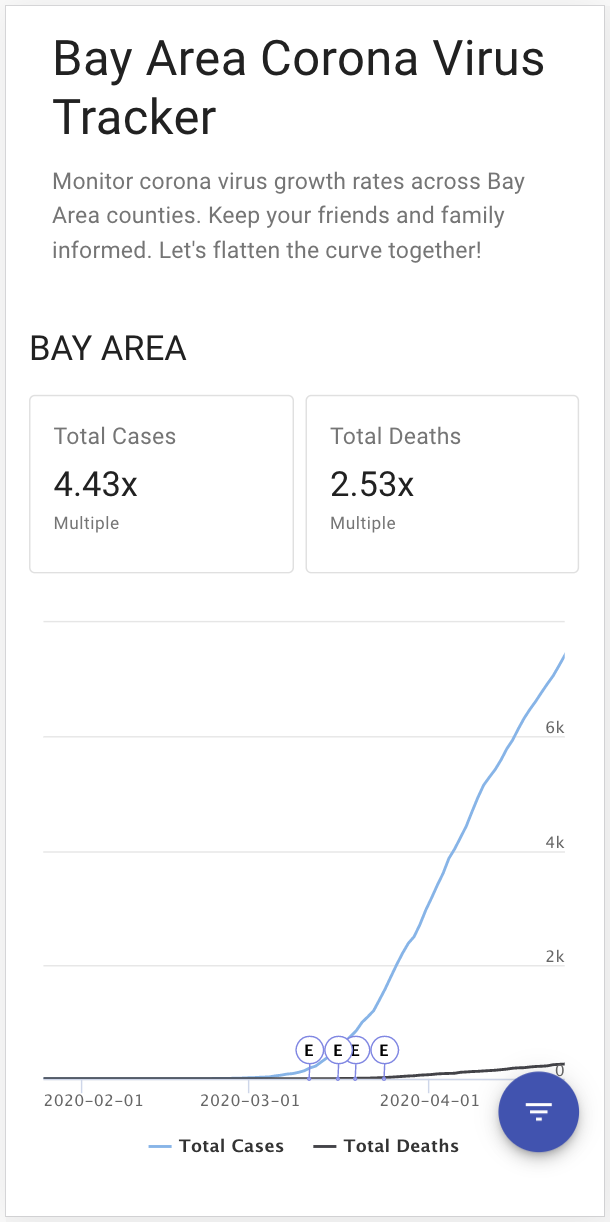 Bay Area Corona Virus
Tracker
Monitor corona virus growth rates across Bay
Area counties. Keep your friends and family
informed. Let's flatten the curve together!
BAY AREA
Total Cases
4.43x
Multiple
Total Deaths
2.53x
Multiple
6k
4k
2k
0
E E E E
2020-02-01 2020-03-01 2020-04-01
Total Cases Total Deaths